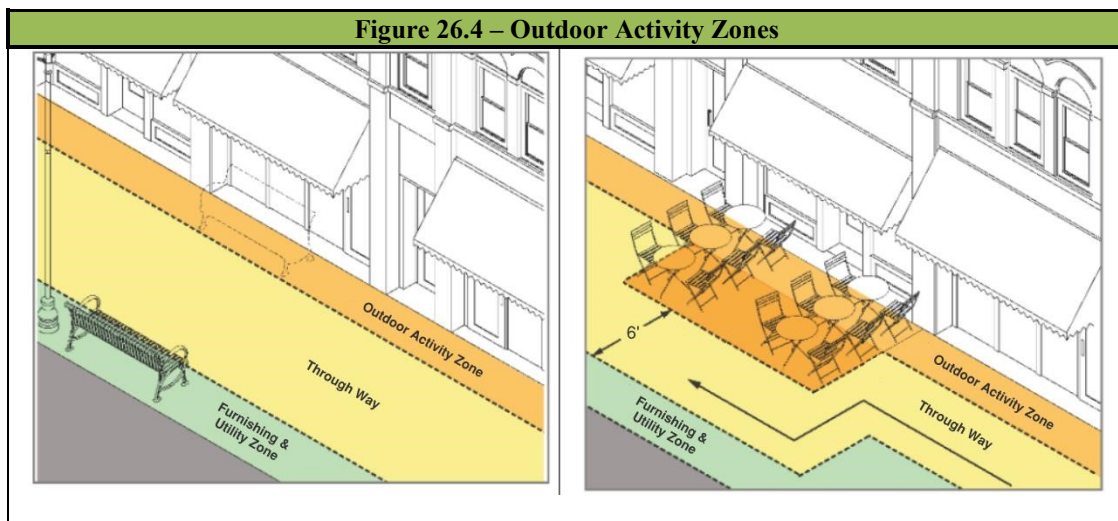 Figure 26.4 – Outdoor Activity Zones
Outdoor Activity Zone
Through Way
Furnishing &
Utility Zone
6'
Outdoor Activity Zone
Through Way
Furnishing &
Utility Zone